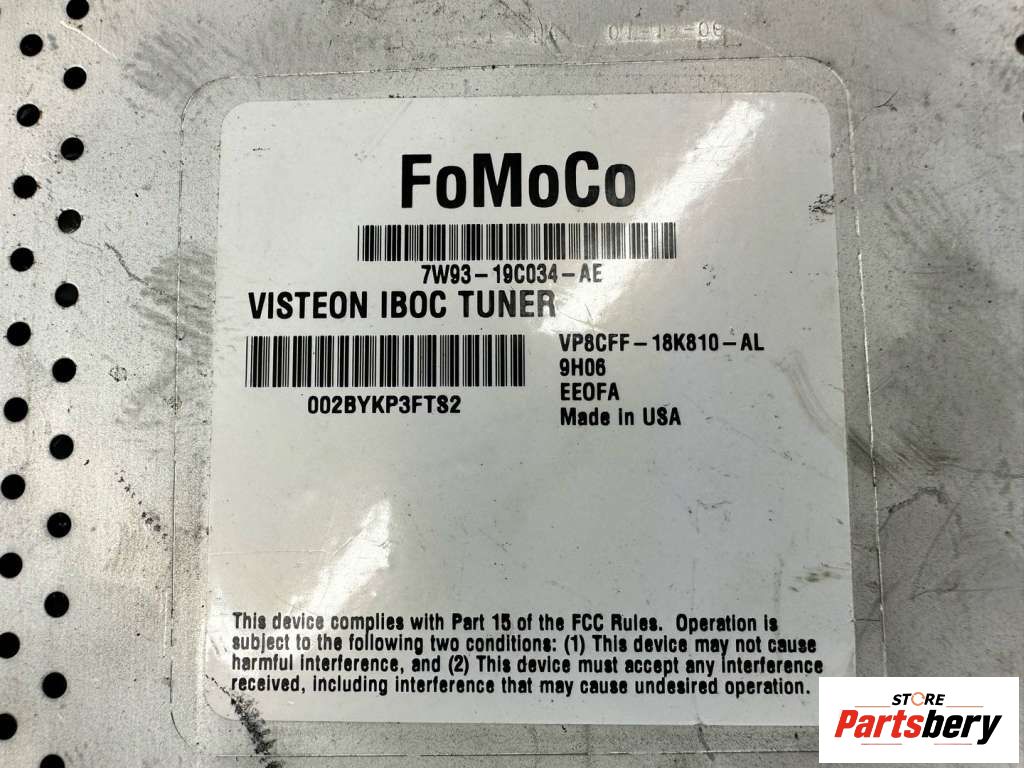 FoMoCo
7W93-19C034-AE
VISTEON IBOC TUNER
VP8CFF-18K810-AL
9H06
EEOFA
Made in USA
002BYKP3FTS2
This device complies with Part 15 of the FCC Rules. Operation is
subject to the following two conditions: (1) This device may not cause
harmful interference, and (2) This device must accept any interference
received, including interference that may cause undesired operation.
STORE
Partsbery